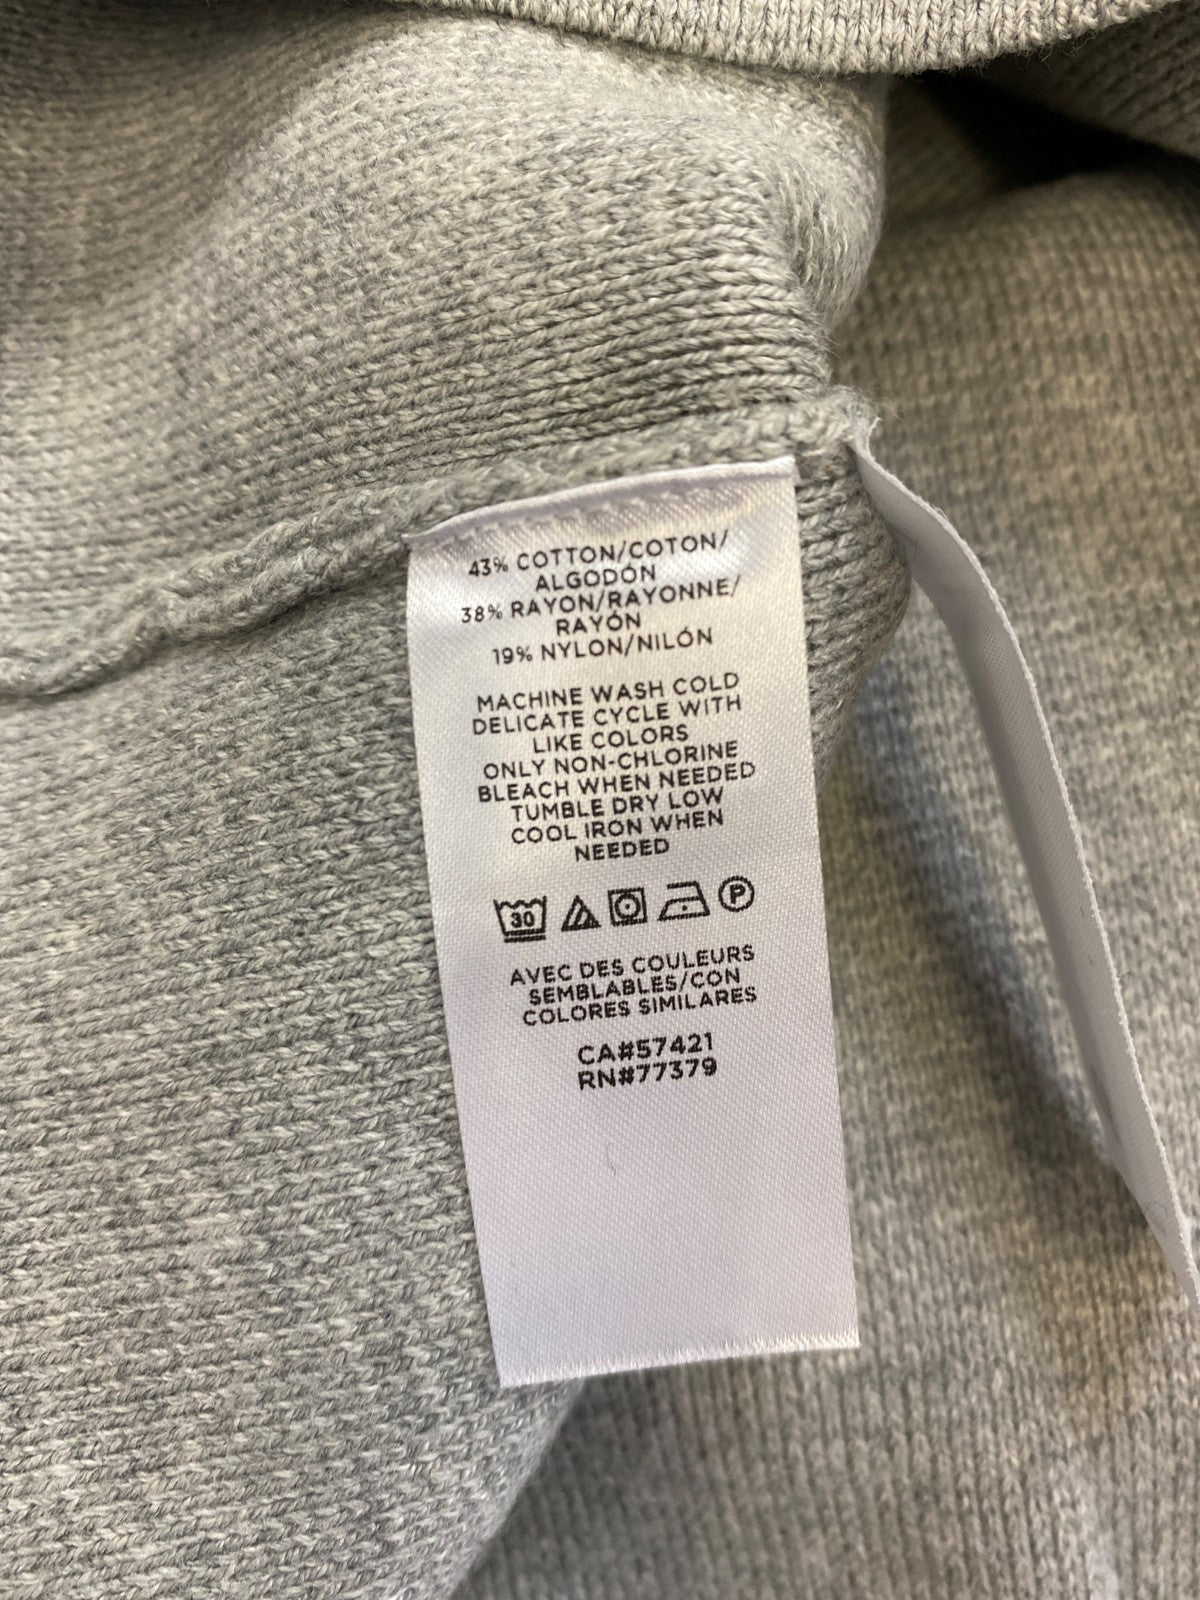 43% COTTON/COTON/
ALGODÓN
38% RAYON/RAYONNE/
RAYÓN
19% NYLON/NILÓN
MACHINE WASH COLD
DELICATE CYCLE WITH
LIKE COLORS
ONLY NON-CHLORINE
BLEACH WHEN NEEDED
TUMBLE DRY LOW
COOL IRON WHEN
NEEDED
30 P
AVEC DES COULEURS
SEMBLABLES/CON
COLORES SIMILARES
CA#57421
RN#77379